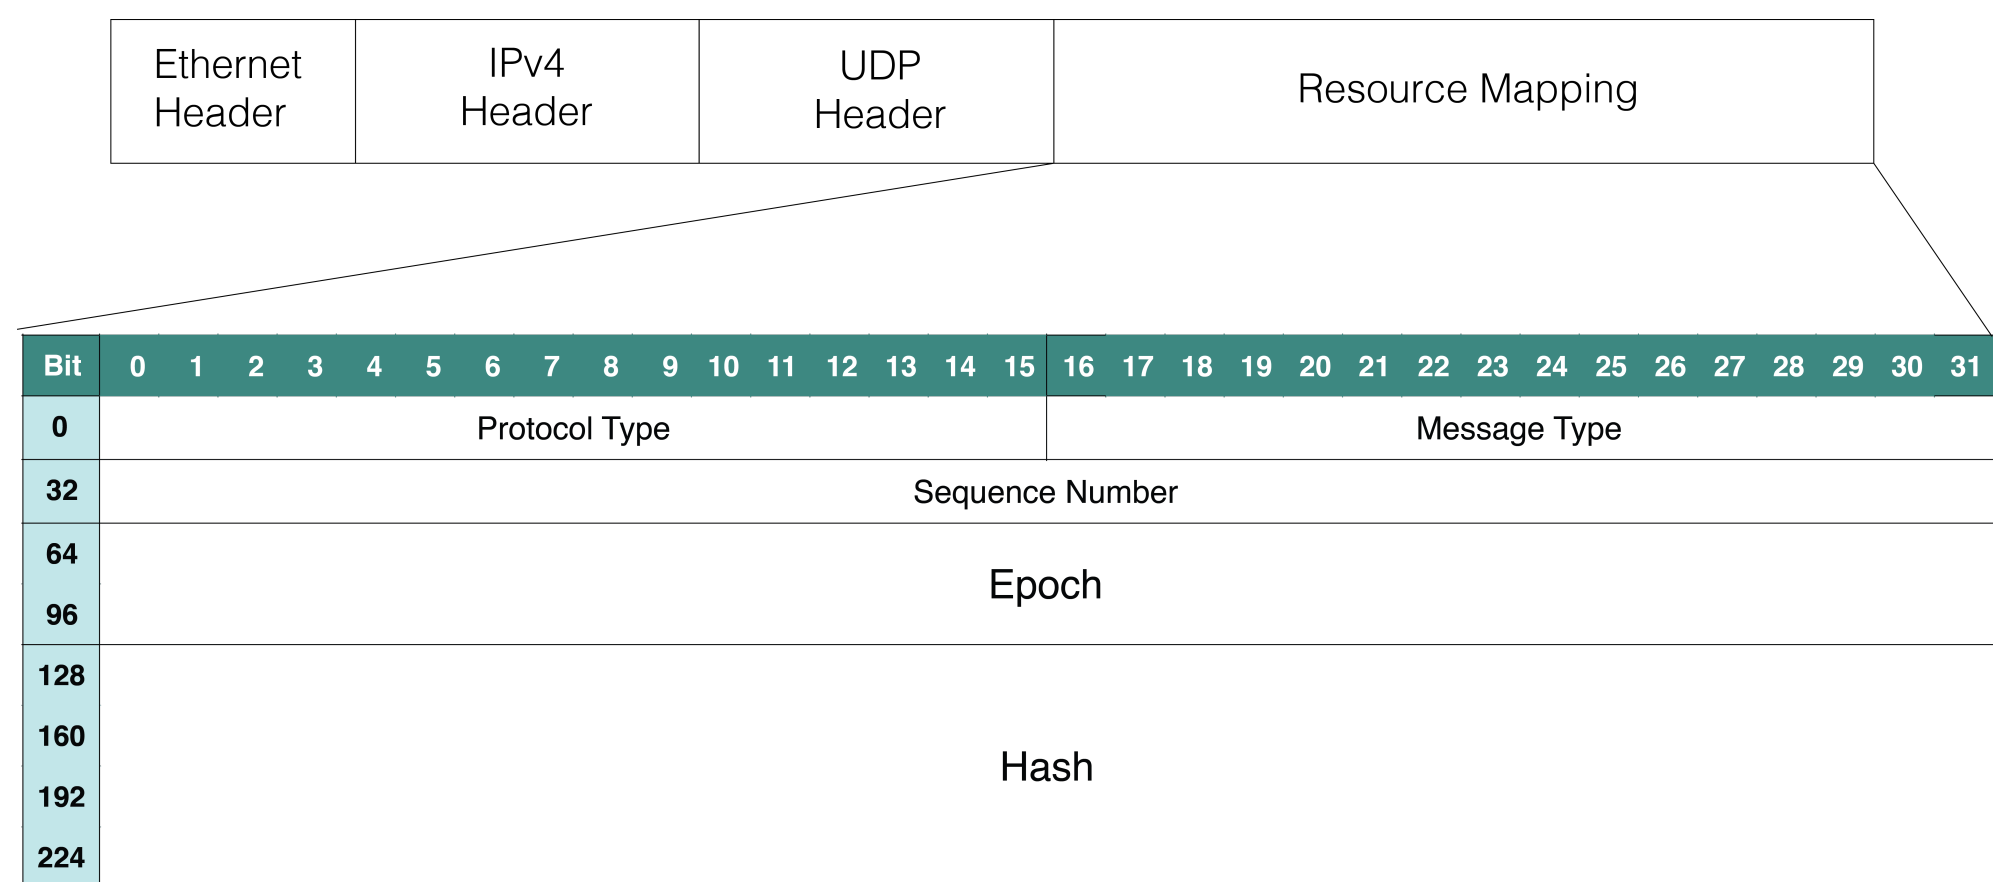 Ethernet
Header
IPv4
Header
UDP
Header
Resource Mapping
Bit 0 1 2 3 4 5 6 7 8 9 10 11 12 13 14 15 16 17 18 19 20 21 22 23 24 25 26 27 28 29 30 31
0 Protocol Type Message Type
32 Sequence Number
64
Epoch
96
128
160
Hash
192
224